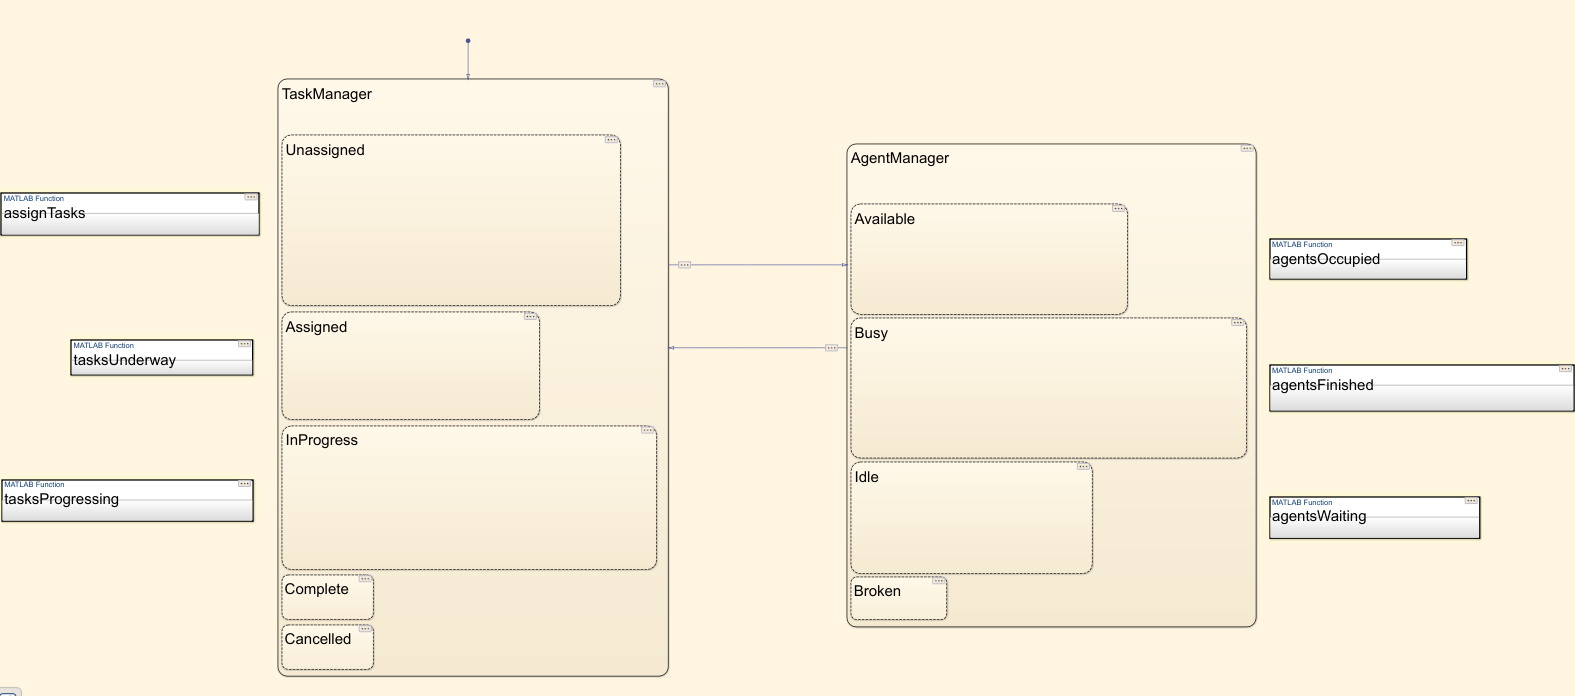 TaskManager
Unassigned
Assigned
InProgress
Complete
Cancelled
MATLAB Function
assignTasks
MATLAB Function
tasksUnderway
MATLAB Function
tasksProgressing
AgentManager
Available
Busy
Idle
Broken
MATLAB Function
agentsOccupied
MATLAB Function
agentsFinished
MATLAB Function
agentsWaiting